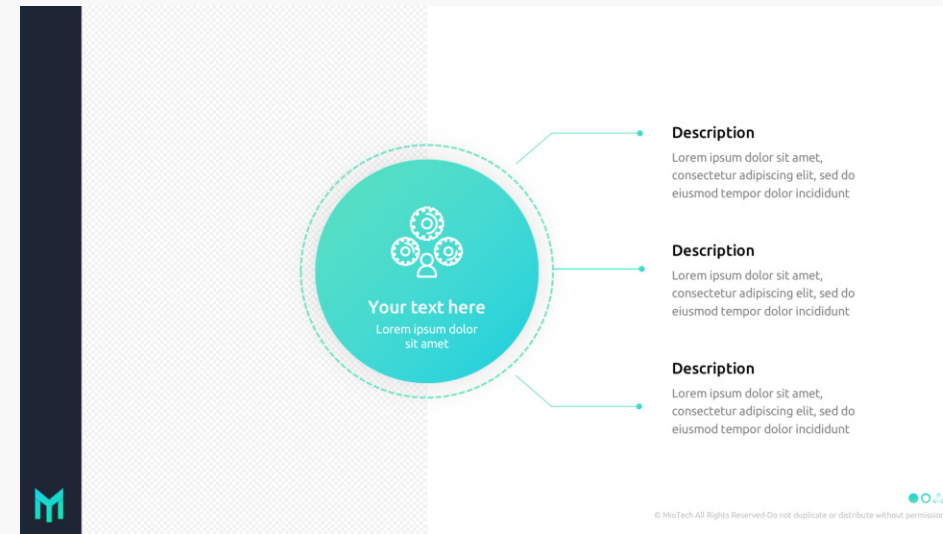 Your text here
Lorem ipsum dolor
sit amet
Description
Lorem ipsum dolor sit amet,
consectetur adipiscing elit, sed do
eiusmod tempor dolor incididunt
Description
Lorem ipsum dolor sit amet,
consectetur adipiscing elit, sed do
eiusmod tempor dolor incididunt
Description
Lorem ipsum dolor sit amet,
consectetur adipiscing elit, sed do
eiusmod tempor dolor incididunt
© MioTech All Rights Reserved-Do not duplicate or distribute without permission